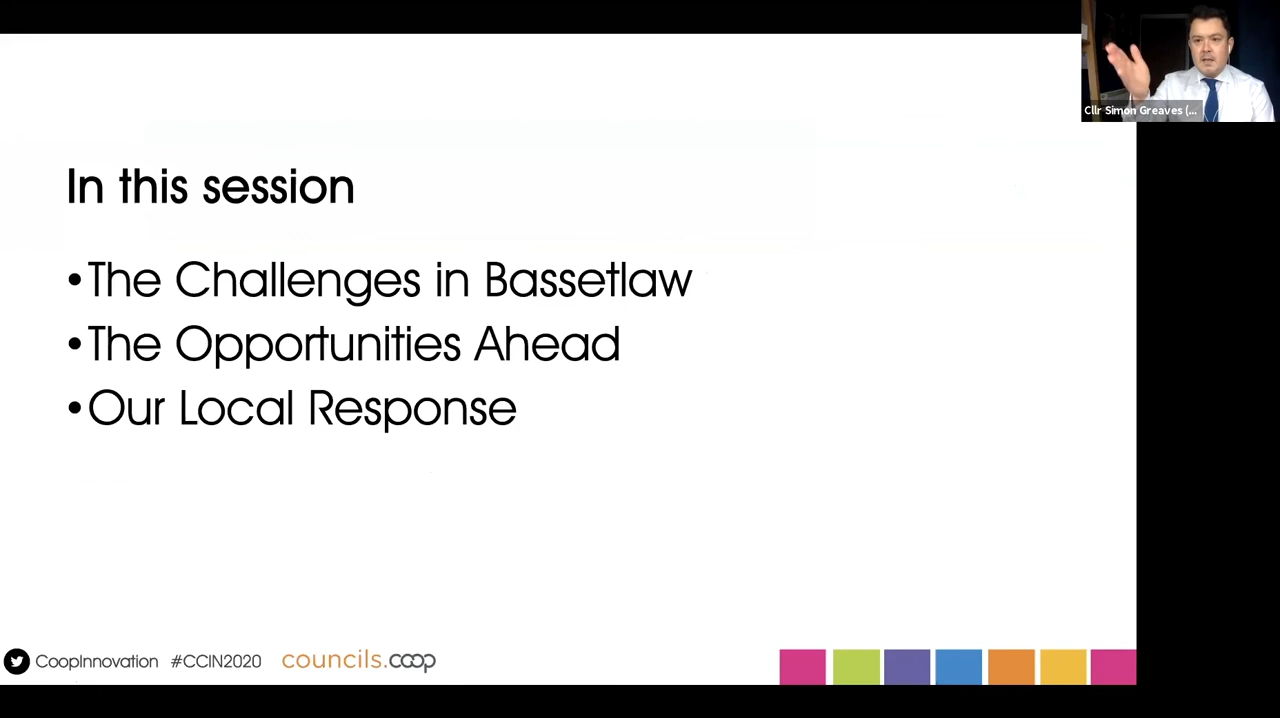 Cllr Simon Greaves (...
In this session
•The Challenges in Bassetlaw
•The Opportunities Ahead
•Our Local Response
CoopInnovation #CCIN2020 councils.coop